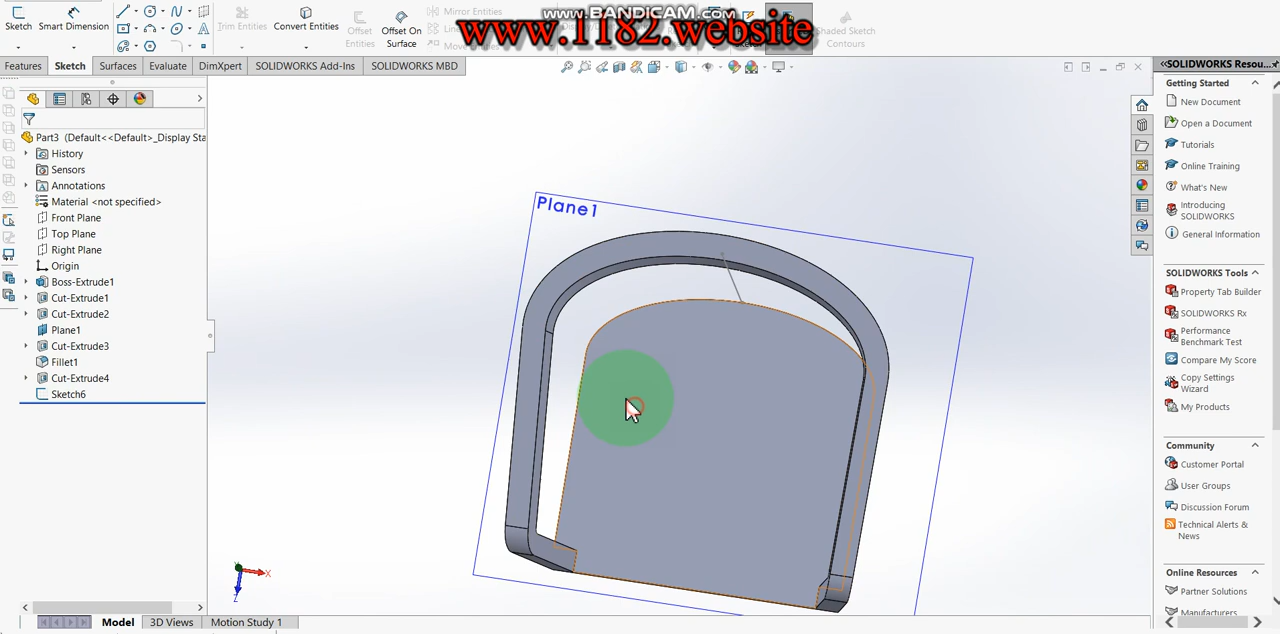 www.BANDICAM.COM
www.1182.website
Sketch
Smart Dimension
Trim Entities
Convert Entities
Offset Entities
Offset On Surface
Mirror Entities
Move Entities
Shaded Sketch Contours
Features
Sketch
Surfaces
Evaluate
DimXpert
SOLIDWORKS Add-Ins
SOLIDWORKS MBD
Part3 (Default<<Default>_Display Sta
History
Sensors
Annotations
Material <not specified>
Front Plane
Top Plane
Right Plane
Origin
Boss-Extrude1
Cut-Extrude1
Cut-Extrude2
Plane1
Cut-Extrude3
Fillet1
Cut-Extrude4
Sketch6
Plane1
X
Z
Model
3D Views
Motion Study 1
SOLIDWORKS Resou...
Getting Started
New Document
Open a Document
Tutorials
Online Training
What's New
Introducing
SOLIDWORKS
General Information
SOLIDWORKS Tools
Property Tab Builder
SOLIDWORKS Rx
Performance
Benchmark Test
Compare My Score
Copy Settings
Wizard
My Products
Community
Customer Portal
User Groups
Discussion Forum
Technical Alerts &
News
Online Resources
Partner Solutions
Manufacturers